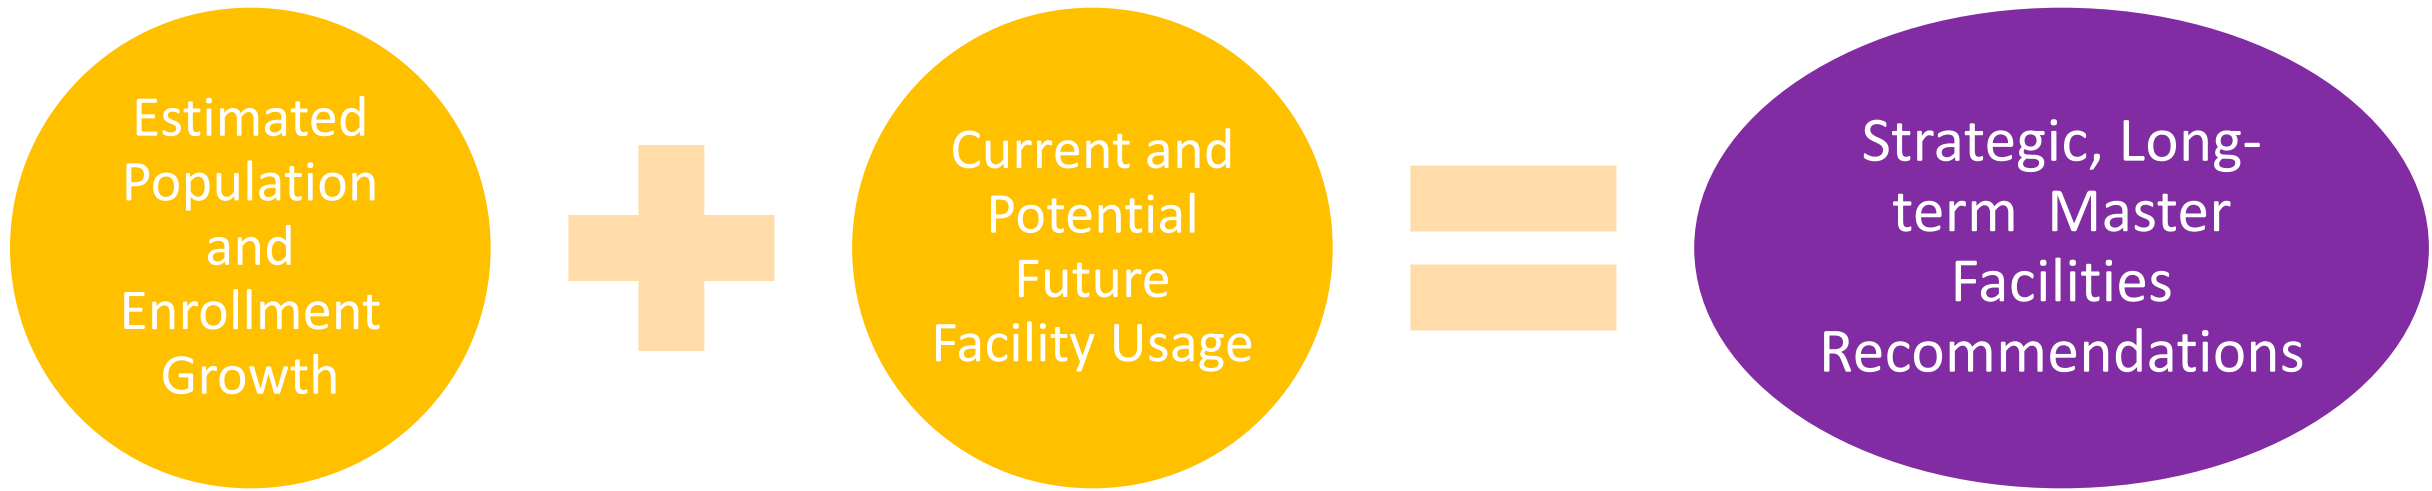 Estimated
Population
and
Enrollment
Growth
Current and
Potential
Future
Facility Usage
Strategic, Long-
term  Master
Facilities
Recommendations